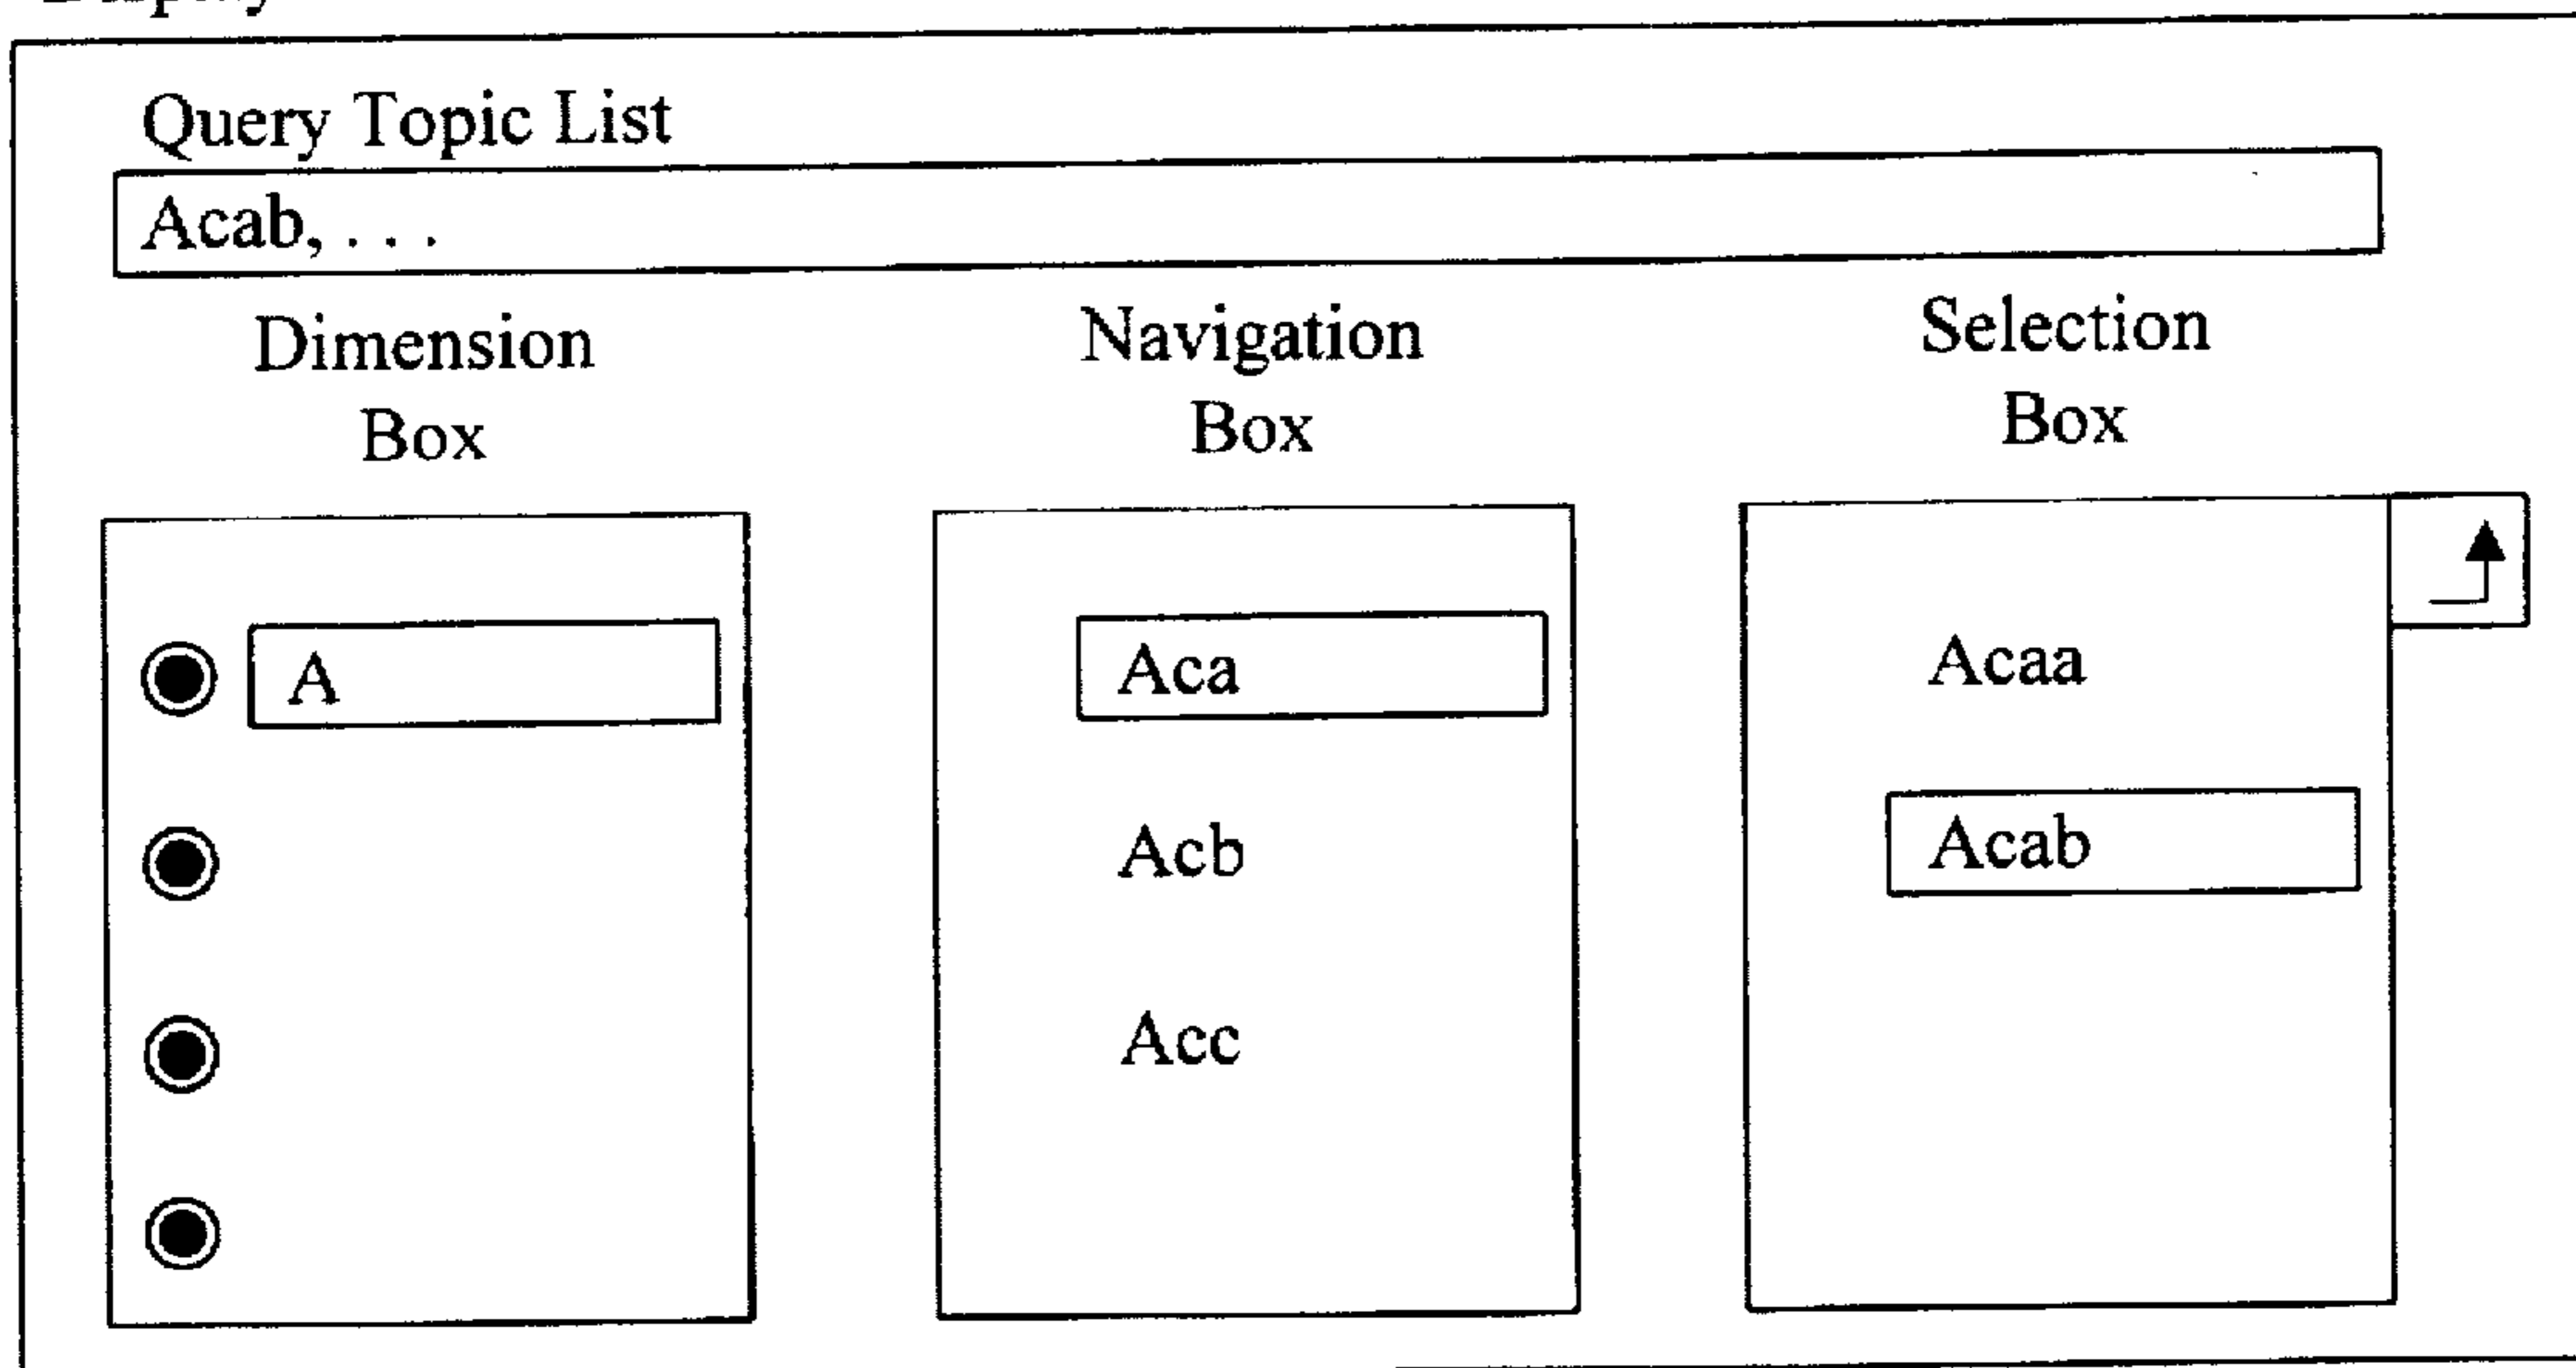 Query Topic List
Acab, . . .
Dimension Box
Navigation Box
Selection Box
A
Aca
Acb
Acc
Acaa
Acab